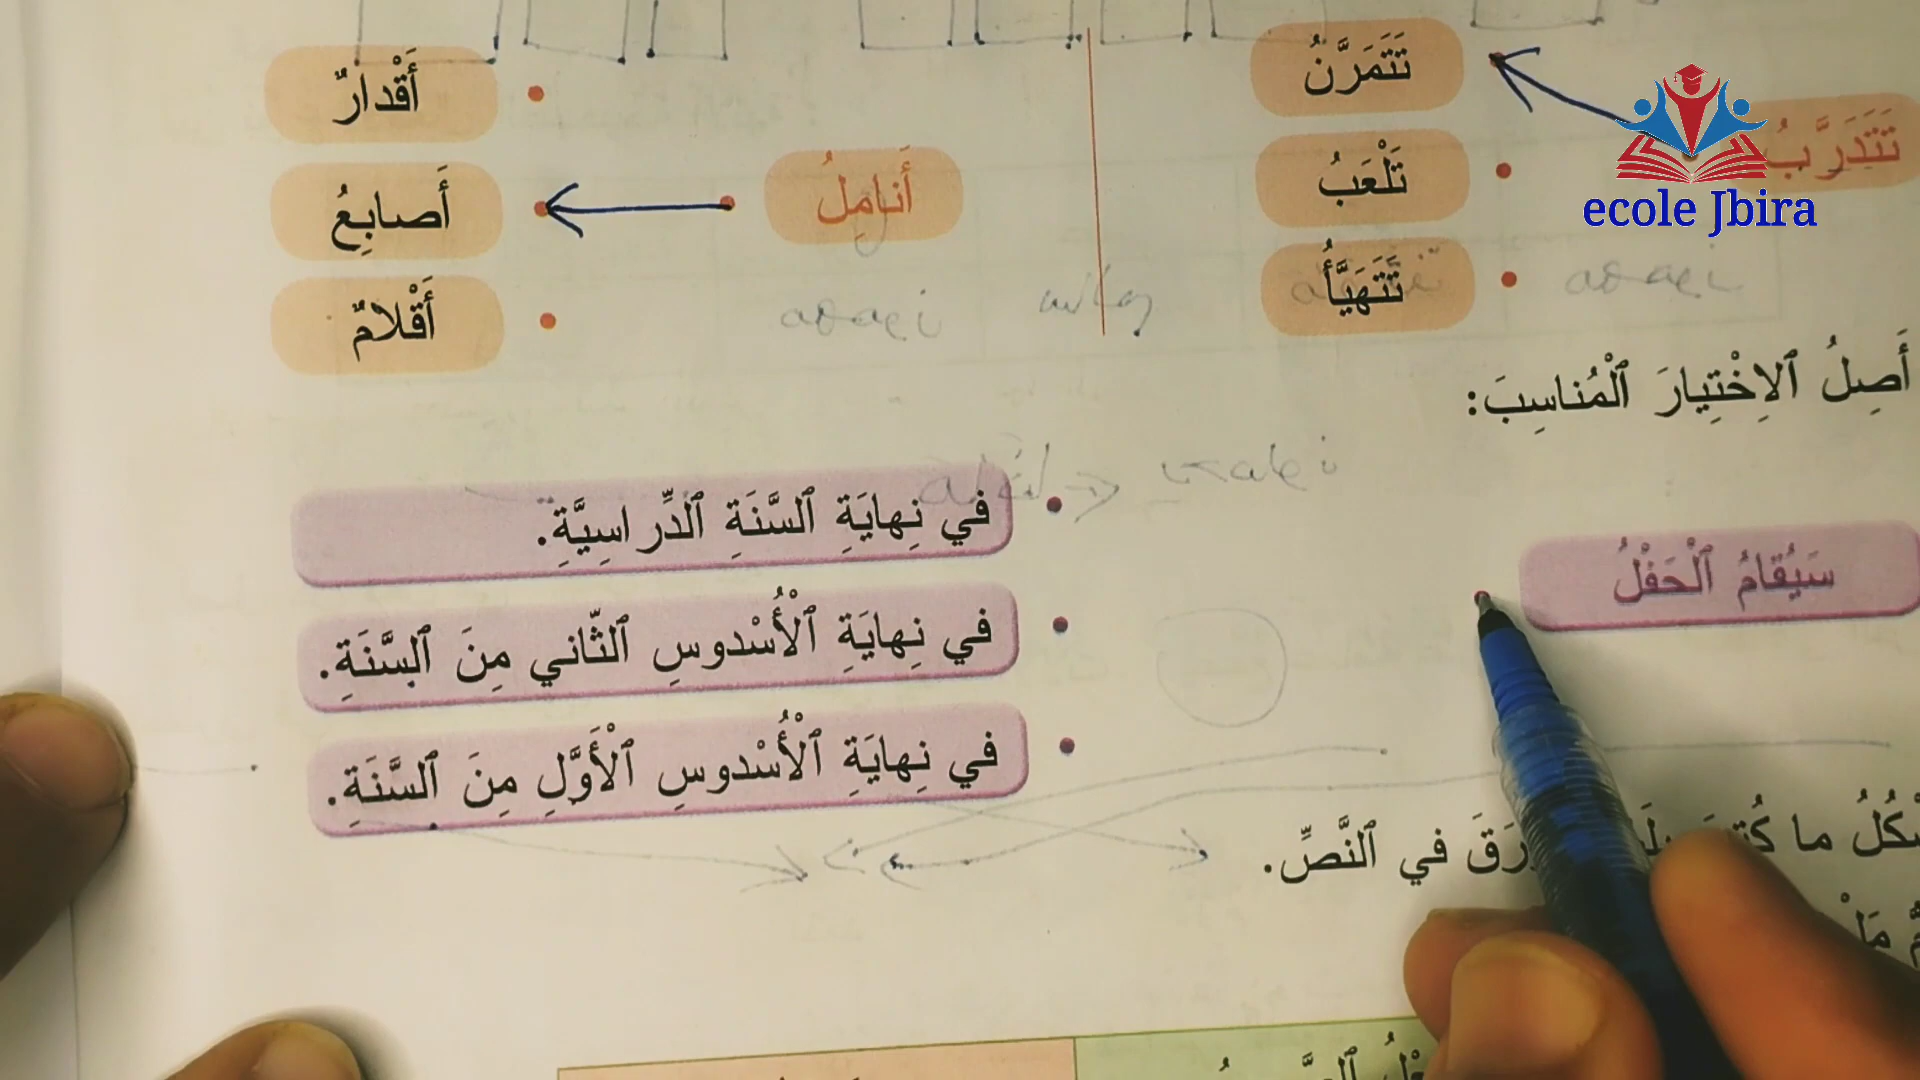 تَتَدَرَّبُ
تَتَمَرَّنُ
تَلْعَبُ
تَتَهَيَّأُ
أَنامِلُ
أَقْدارٌ
أَصابِعُ
أَقْلامٌ
ecole Jbira
أَصِلُ ٱلِاخْتِيارَ ٱلْمُناسِبَ:
سَيُقامُ ٱلْحَفْلُ
في نِهايَةِ ٱلسَّنَةِ ٱلدِّراسِيَّةِ.
في نِهايَةِ ٱلْأُسْدوسِ ٱلثّاني مِنَ ٱلسَّنَةِ.
في نِهايَةِ ٱلْأُسْدوسِ ٱلْأَوَّلِ مِنَ ٱلسَّنَةِ.
ما في ٱلنَّصِّ.